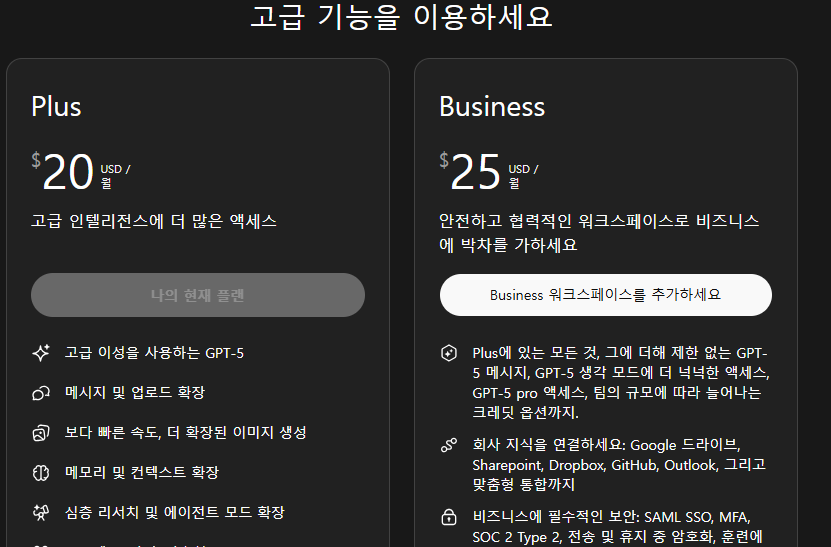 고급 기능을 이용하세요
Plus
$20 USD /
월
고급 인텔리전스에 더 많은 액세스
나의 현재 플랜
고급 이성을 사용하는 GPT-5
메시지 및 업로드 확장
보다 빠른 속도, 더 확장된 이미지 생성
메모리 및 컨텍스트 확장
심층 리서치 및 에이전트 모드 확장
Business
$25 USD /
월
안전하고 협력적인 워크스페이스로 비즈니스
에 박차를 가하세요
Business 워크스페이스를 추가하세요
Plus에 있는 모든 것, 그에 더해 제한 없는 GPT-
5 메시지, GPT-5 생각 모드에 더 넉넉한 액세스,
GPT-5 pro 액세스, 팀의 규모에 따라 늘어나는
크레딧 옵션까지.
회사 지식을 연결하세요: Google 드라이브,
Sharepoint, Dropbox, GitHub, Outlook, 그리고
맞춤형 통합까지
비즈니스에 필수적인 보안: SAML SSO, MFA,
SOC 2 Type 2, 전송 및 휴지 중 암호화, 훈련에